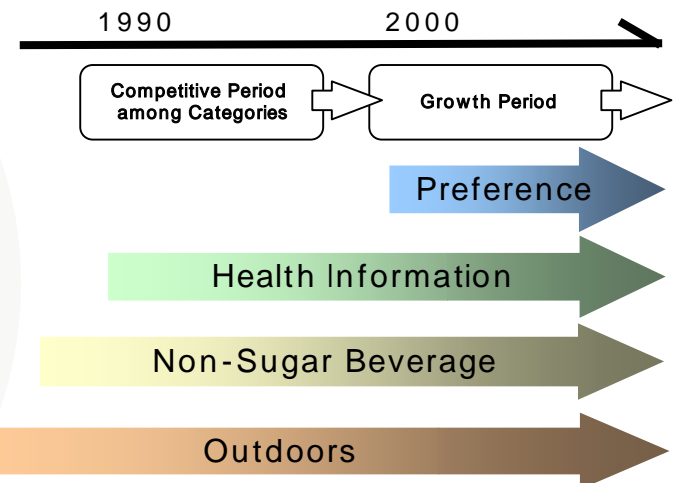 1990 2000
Competitive Period
among Categories
Growth Period
Preference
Health Information
Non-Sugar Beverage
Outdoors